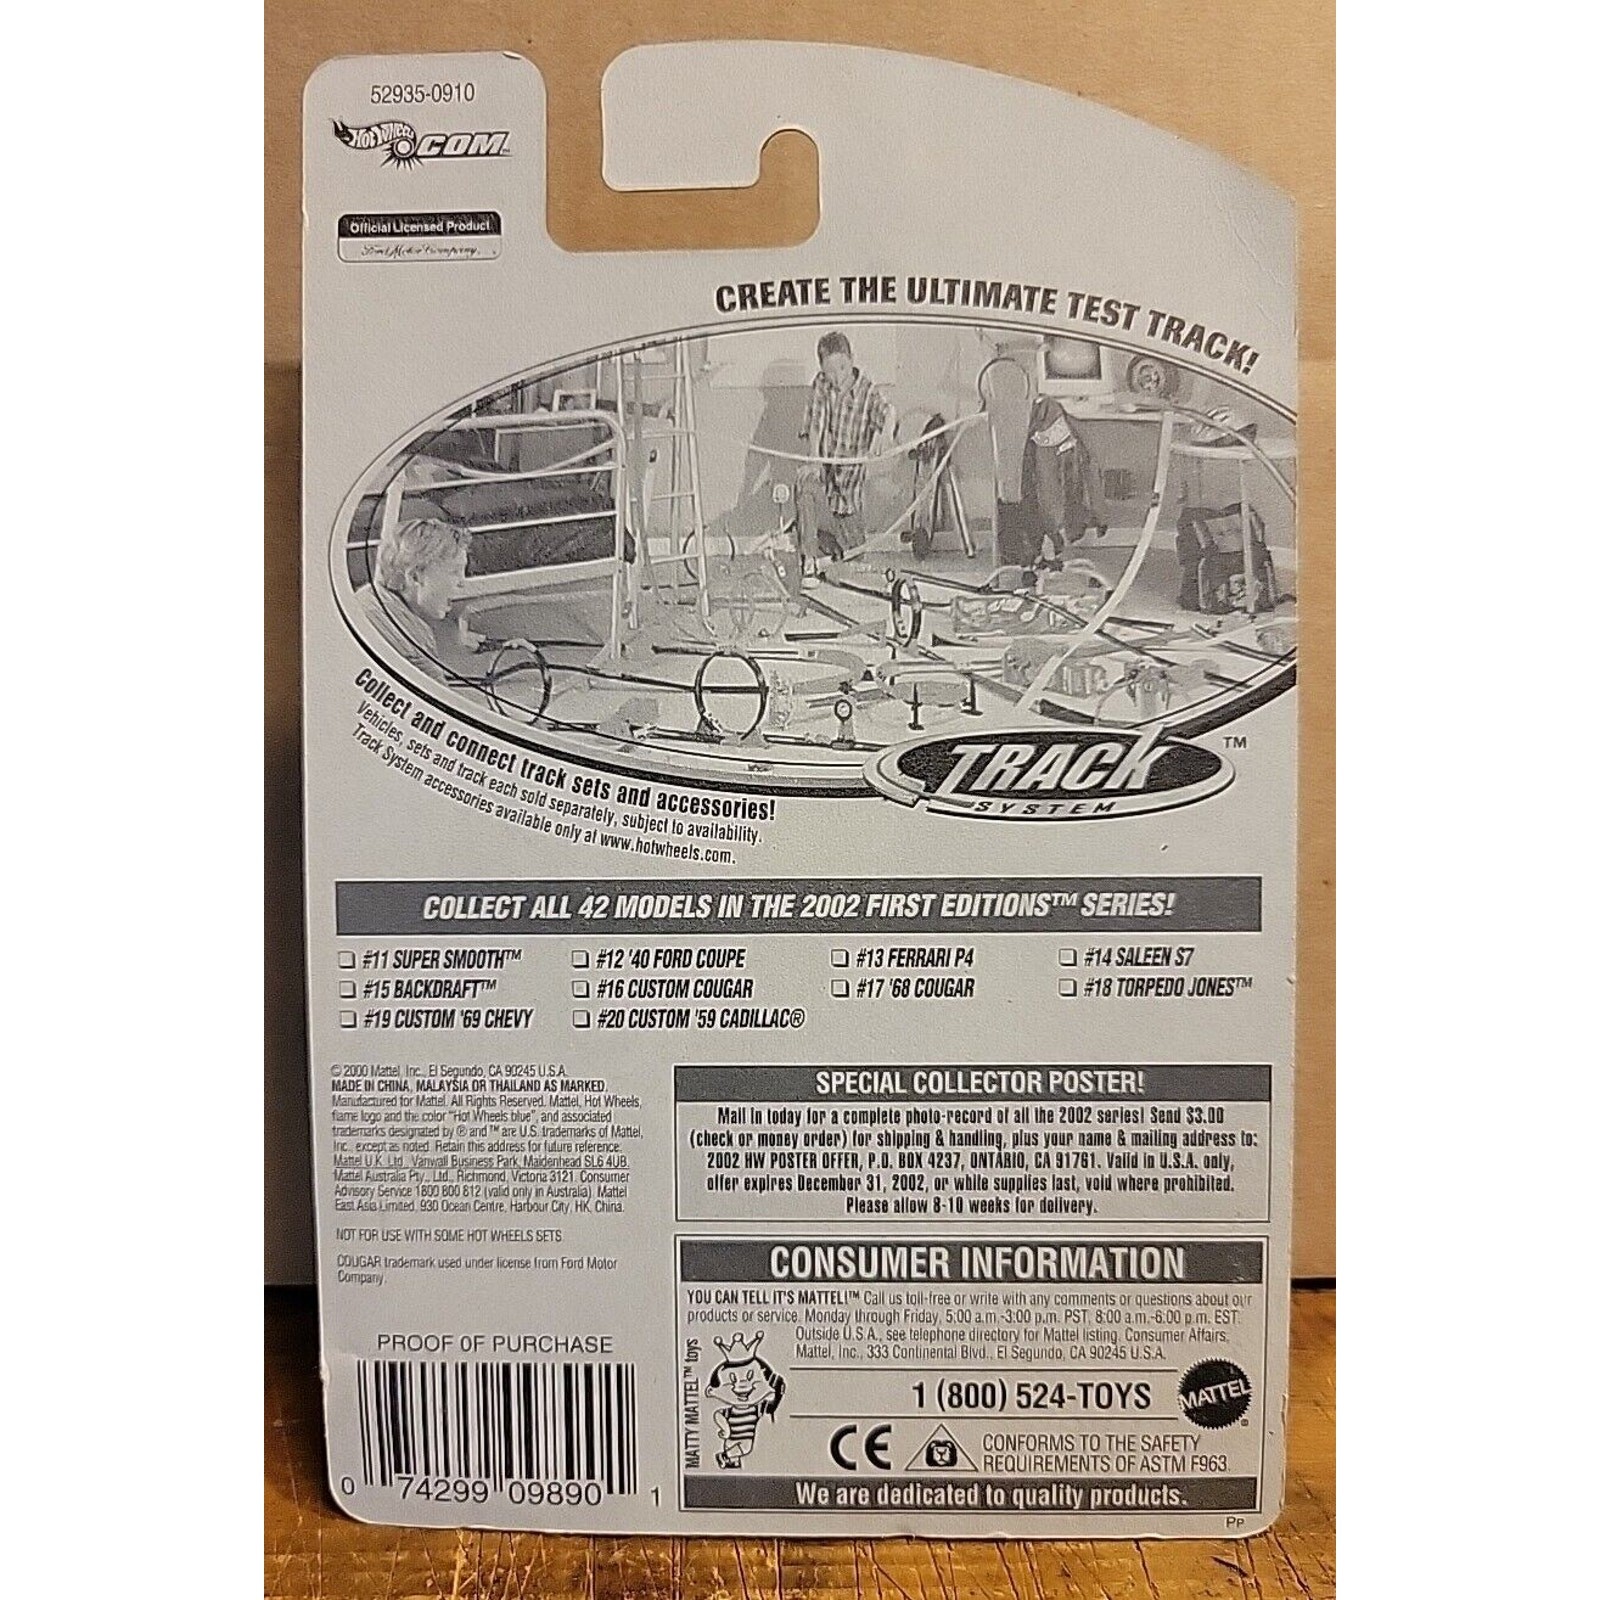 52935-0910
Hot Wheels .COM™
Official Licensed Product
Ford Motor Company.
CREATE THE ULTIMATE TEST TRACK!
Collect and connect track sets and accessories!
Vehicles, sets and track each sold separately, subject to availability.
Track System accessories available only at www.hotwheels.com.
TRACK™
SYSTEM
COLLECT ALL 42 MODELS IN THE 2002 FIRST EDITIONS™ SERIES!
☐ #11 SUPER SMOOTH™ ☐ #12 '40 FORD COUPE ☐ #13 FERRARI P4 ☐ #14 SALEEN S7
☐ #15 BACKDRAFT™ ☐ #16 CUSTOM COUGAR ☐ #17 '68 COUGAR ☐ #18 TORPEDO JONES™
☐ #19 CUSTOM '69 CHEVY ☐ #20 CUSTOM '59 CADILLAC®
© 2000 Mattel, Inc., El Segundo, CA 90245 U.S.A.
MADE IN CHINA, MALAYSIA OR THAILAND AS MARKED.
Manufactured for Mattel. All Rights Reserved. Mattel, Hot Wheels,
flame logo and the color "Hot Wheels blue", and associated
trademarks designated by ® and ™ are U.S. trademarks of Mattel,
Inc., except as noted. Retain this address for future reference:
Mattel U.K. Ltd., Vanwall Business Park, Maidenhead SL6 4UB.
Mattel Australia Pty., Ltd., Richmond, Victoria 3121. Consumer
Advisory Service 1800 800 812 (valid only in Australia). Mattel
East Asia Limited, 930 Ocean Centre, Harbour City, HK, China.
NOT FOR USE WITH SOME HOT WHEELS SETS.
COUGAR trademark used under license from Ford Motor
Company.
PROOF OF PURCHASE
0 74299 09890 1
SPECIAL COLLECTOR POSTER!
Mail in today for a complete photo-record of all the 2002 series! Send $3.00
(check or money order) for shipping & handling, plus your name & mailing address to:
2002 HW POSTER OFFER, P.O. BOX 4237, ONTARIO, CA 91761. Valid in U.S.A. only,
offer expires December 31, 2002, or while supplies last, void where prohibited.
Please allow 8-10 weeks for delivery.
CONSUMER INFORMATION
YOU CAN TELL IT'S MATTEL!™ Call us toll-free or write with any comments or questions about our
products or service. Monday through Friday, 5:00 a.m.-3:00 p.m. PST, 8:00 a.m.-6:00 p.m. EST.
Outside U.S.A., see telephone directory for Mattel listing. Consumer Affairs,
Mattel, Inc., 333 Continental Blvd., El Segundo, CA 90245 U.S.A.
MATTY MATTEL™ toys
1 (800) 524-TOYS
MATTEL®
CE
CONFORMS TO THE SAFETY
REQUIREMENTS OF ASTM F963.
We are dedicated to quality products.
PP